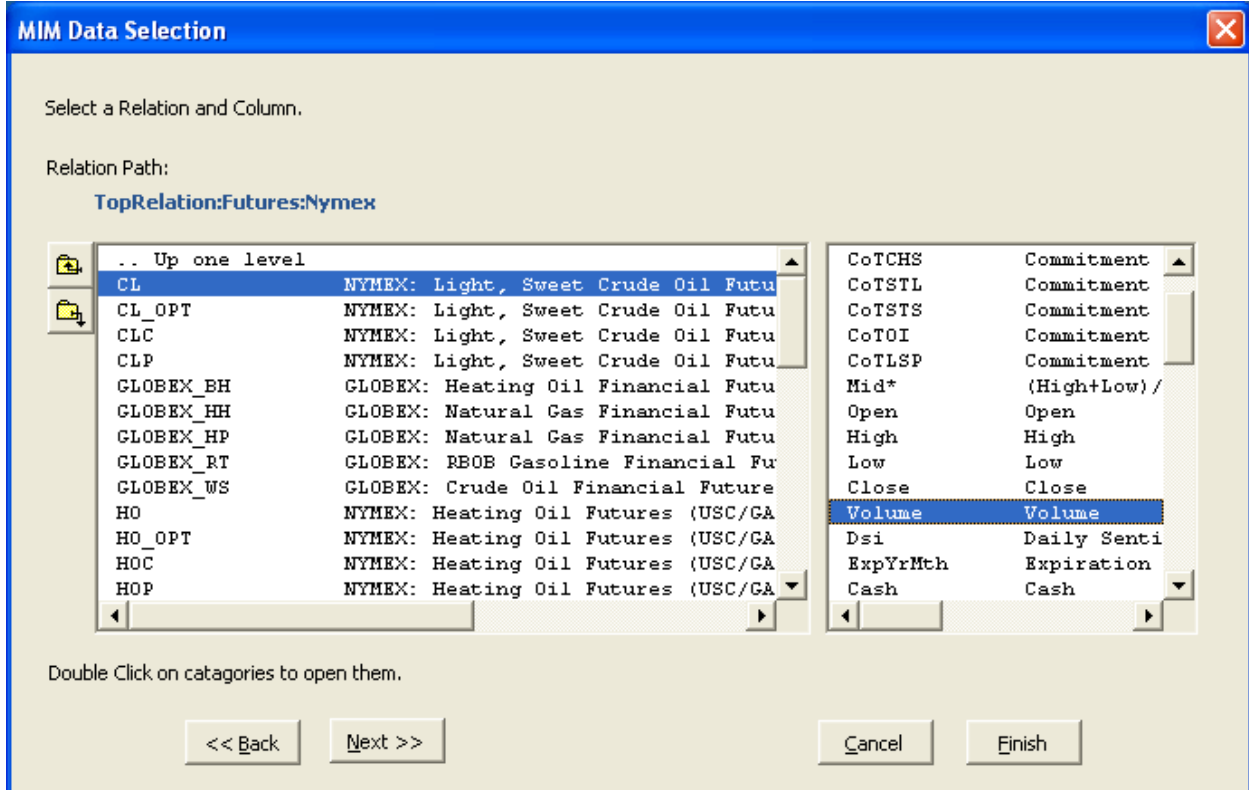 MIM Data Selection
Select a Relation and Column.
Relation Path:
TopRelation:Futures:Nymex
.. Up one level
CL NYMEX: Light, Sweet Crude Oil Futu
CL_OPT NYMEX: Light, Sweet Crude Oil Futu
CLC NYMEX: Light, Sweet Crude Oil Futu
CLP NYMEX: Light, Sweet Crude Oil Futu
GLOBEX_BH GLOBEX: Heating Oil Financial Futu
GLOBEX_HH GLOBEX: Natural Gas Financial Futu
GLOBEX_HP GLOBEX: Natural Gas Financial Futu
GLOBEX_RT GLOBEX: RBOB Gasoline Financial Fu
GLOBEX_WS GLOBEX: Crude Oil Financial Future
HO NYMEX: Heating Oil Futures (USC/GA
HO_OPT NYMEX: Heating Oil Futures (USC/GA
HOC NYMEX: Heating Oil Futures (USC/GA
HOP NYMEX: Heating Oil Futures (USC/GA
CoTCHS Commitment
CoTSTL Commitment
CoTSTS Commitment
CoTOI Commitment
CoTLSP Commitment
Mid* (High+Low)/
Open Open
High High
Low Low
Close Close
Volume Volume
Dsi Daily Senti
ExpYrMth Expiration
Cash Cash
Double Click on catagories to open them.
<< Back Next >> Cancel Finish